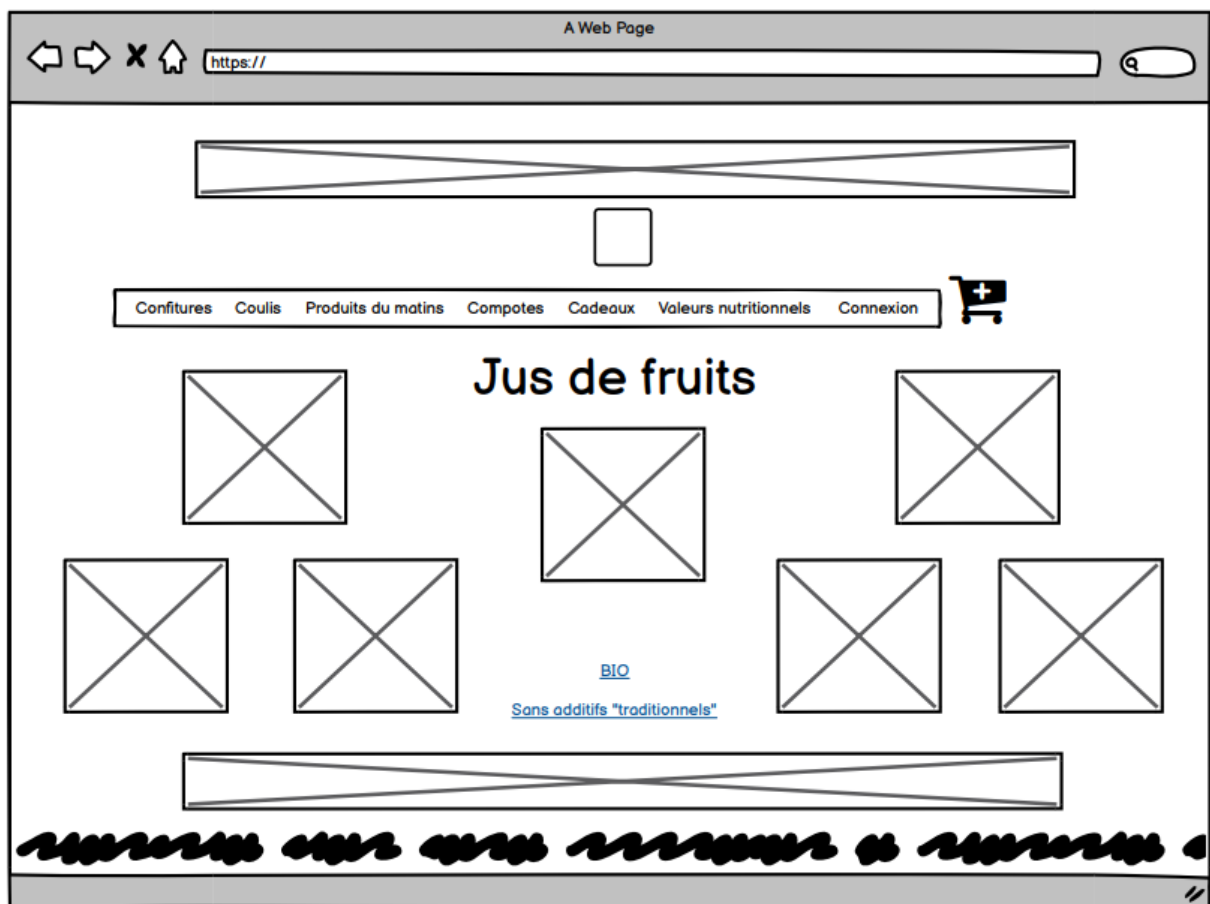 A Web Page
https://
Confitures Coulis Produits du matins Compotes Cadeaux Valeurs nutritionnels Connexion
Jus de fruits
BIO
Sans additifs "traditionnels"